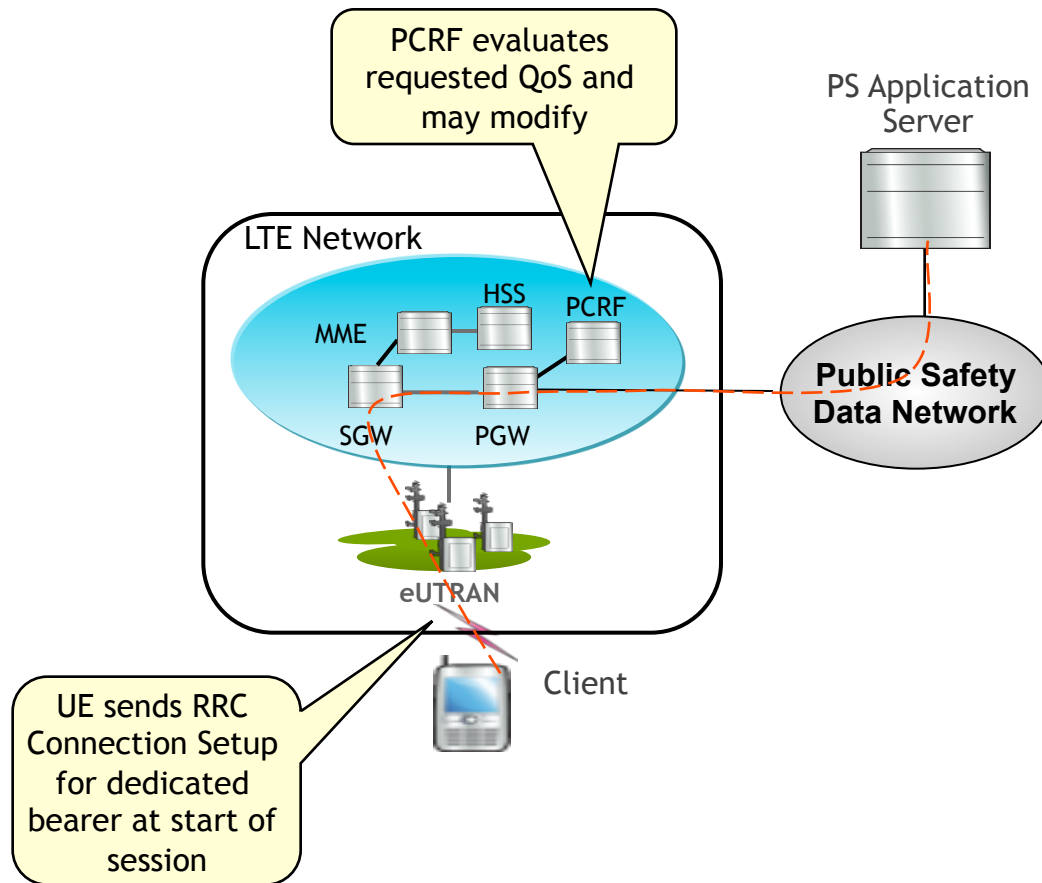 PCRF evaluates
requested QoS and
may modify
PS Application
Server
LTE Network
HSS
PCRF
MME
SGW
PGW
Public Safety
Data Network
eUTRAN
Client
UE sends RRC
Connection Setup
for dedicated
bearer at start of
session